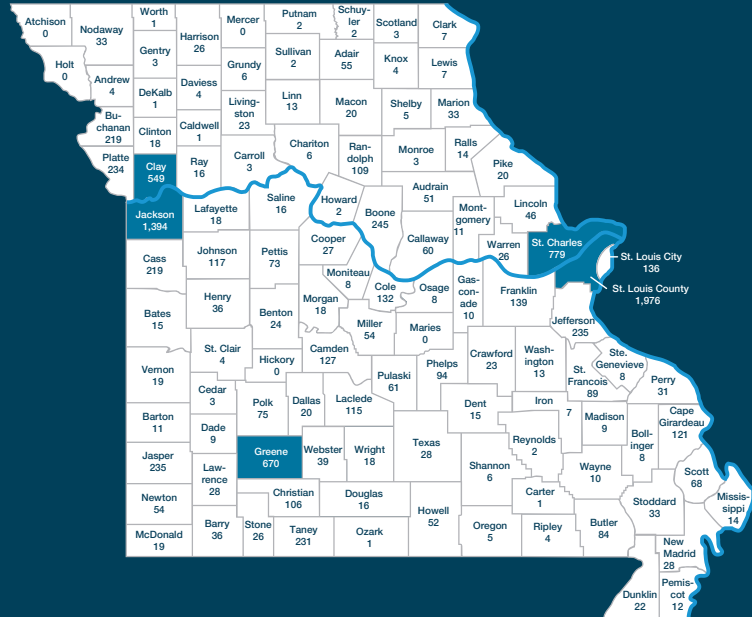 Atchison
0
Nodaway
33
Worth
1
Harrison
26
Mercer
0
Putnam
2
Schuy-
ler
2
Scotland
3
Clark
7
Holt
0
Andrew
4
Gentry
3
DeKalb
1
Daviess
4
Grundy
6
Sullivan
2
Adair
55
Knox
4
Lewis
7
Bu-
chanan
219
Clinton
18
Caldwell
1
Living-
ston
23
Linn
13
Macon
20
Shelby
5
Marion
33
Platte
234
Clay
549
Ray
16
Carroll
3
Chariton
6
Ran-
dolph
109
Monroe
3
Ralls
14
Pike
20
Jackson
1,394
Lafayette
18
Saline
16
Howard
2
Boone
245
Audrain
51
Callaway
60
Mont-
gomery
11
Lincoln
46
Warren
26
St. Charles
779
St. Louis City
136
St. Louis County
1,976
Cass
219
Johnson
117
Pettis
73
Cooper
27
Moniteau
8
Cole
132
Osage
8
Gas-
con-
ade
10
Franklin
139
Jefferson
235
Bates
15
Henry
36
Benton
24
Morgan
18
Miller
54
Maries
0
Vernon
19
St. Clair
4
Hickory
0
Camden
127
Pulaski
61
Phelps
94
Crawford
23
Wash-
ington
13
St.
Francois
89
Ste.
Genevieve
8
Perry
31
Barton
11
Cedar
3
Polk
75
Dallas
20
Laclede
115
Dent
15
Iron
7
Madison
9
Boll-
inger
8
Cape
Girardeau
121
Jasper
235
Dade
9
Greene
670
Webster
39
Wright
18
Texas
28
Shannon
6
Reynolds
2
Wayne
10
Scott
68
Missis-
sippi
14
Newton
54
Law-
rence
28
Christian
106
Douglas
16
Howell
52
Carter
1
Stoddard
33
McDonald
19
Barry
36
Stone
26
Taney
231
Ozark
1
Oregon
5
Ripley
4
Butler
84
New
Madrid
28
Dunklin
22
Pemis-
cot
12